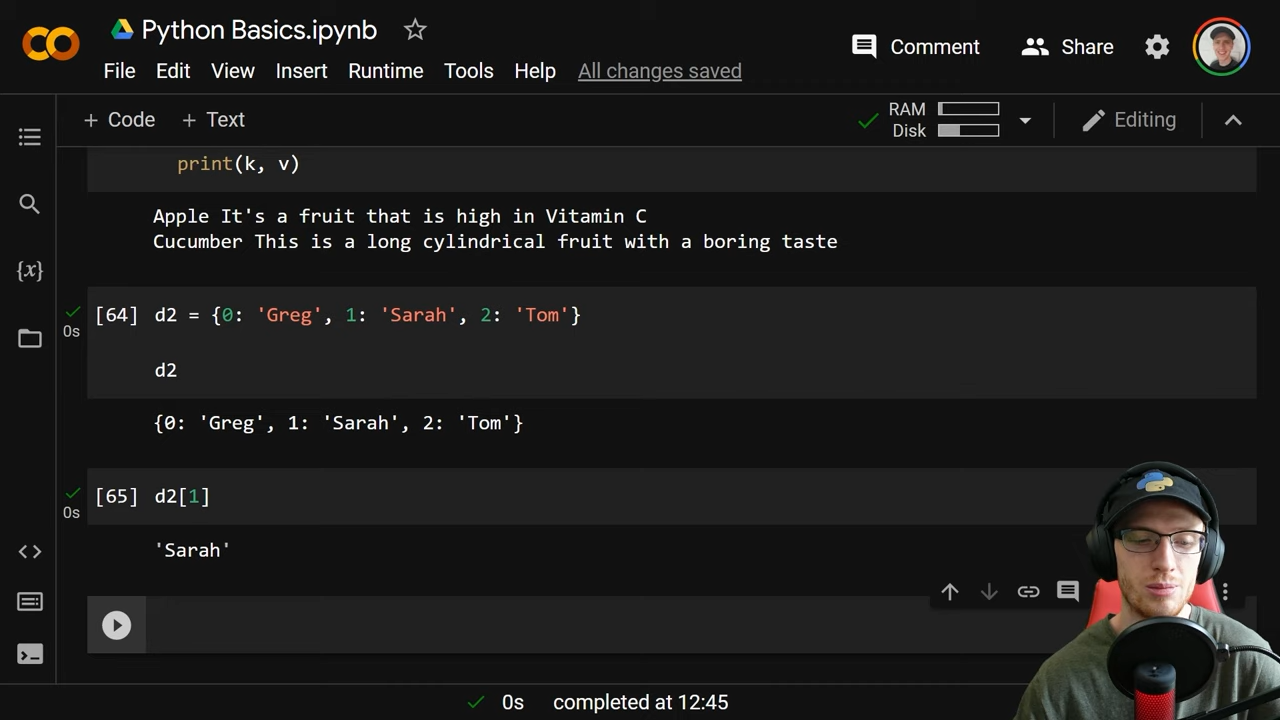 Python Basics.ipynb
Comment
Share
File Edit View Insert Runtime Tools Help All changes saved
+ Code + Text
RAM
Disk
Editing
print(k, v)
Apple It's a fruit that is high in Vitamin C
Cucumber This is a long cylindrical fruit with a boring taste
[64] d2 = {0: 'Greg', 1: 'Sarah', 2: 'Tom'}
0s
d2
{0: 'Greg', 1: 'Sarah', 2: 'Tom'}
[65] d2[1]
0s
'Sarah'
0s completed at 12:45